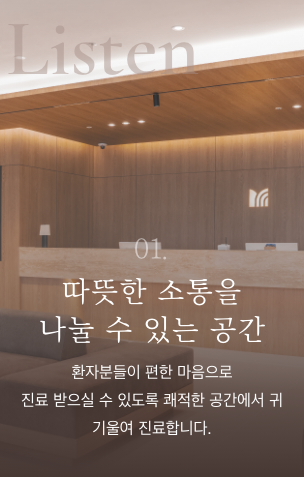 Listen
01.
따뜻한 소통을
나눌 수 있는 공간
환자분들이 편한 마음으로
진료 받으실 수 있도록 쾌적한 공간에서 귀
기울여 진료합니다.